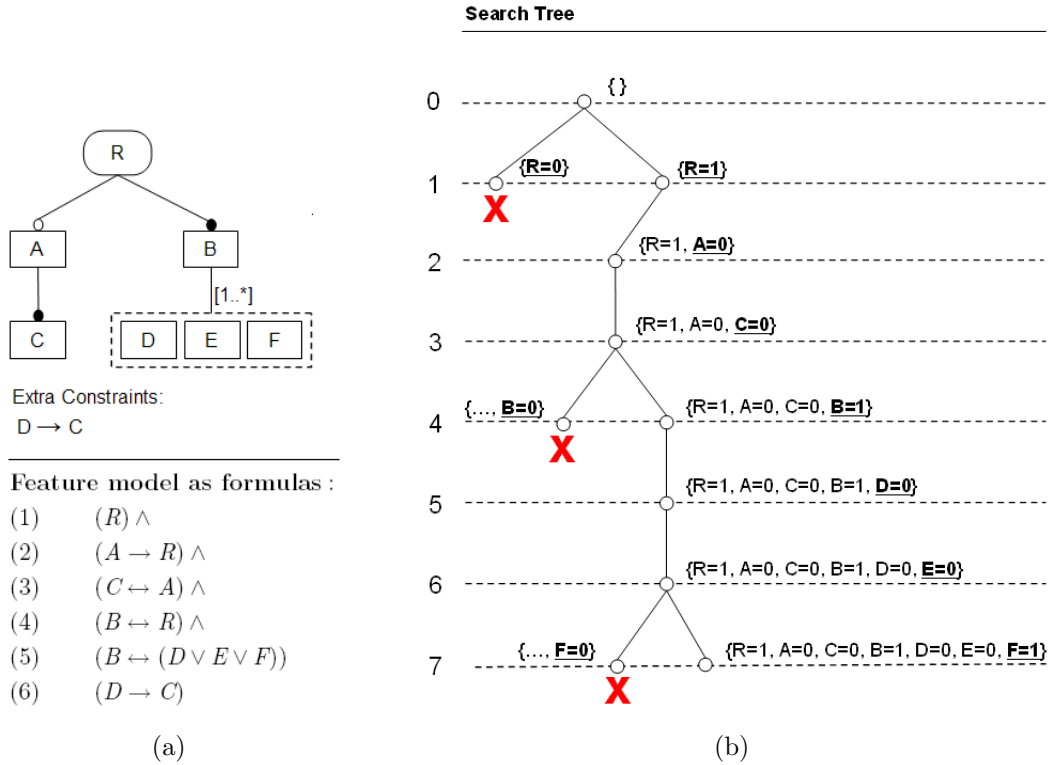 R
A
B
[1..*]
C
D
E
F
Extra Constraints:
D → C
Feature model as formulas :
(1) (R) ∧
(2) (A → R) ∧
(3) (C ↔ A) ∧
(4) (B ↔ R) ∧
(5) (B ↔ (D ∨ E ∨ F))
(6) (D → C)
(a)
Search Tree
0 { }
1 {R=0} {R=1}
X
2 {R=1, A=0}
3 {R=1, A=0, C=0}
4 {..., B=0} {R=1, A=0, C=0, B=1}
X
5 {R=1, A=0, C=0, B=1, D=0}
6 {R=1, A=0, C=0, B=1, D=0, E=0}
7 {..., F=0} {R=1, A=0, C=0, B=1, D=0, E=0, F=1}
X
(b)